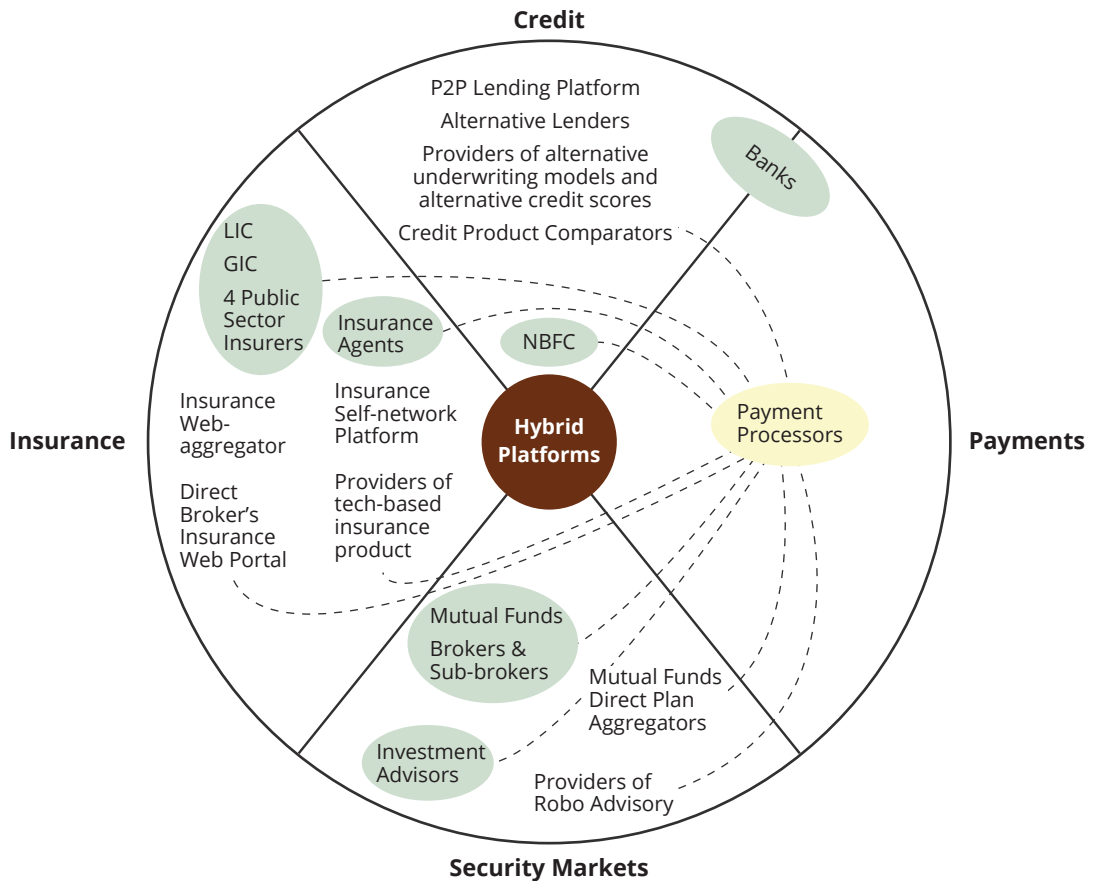 Credit
P2P Lending Platform
Alternative Lenders
Providers of alternative
underwriting models and
alternative credit scores
Credit Product Comparators
Banks
LIC
GIC
4 Public
Sector
Insurers
Insurance
Agents
NBFC
Insurance
Web-
aggregator
Insurance
Self-network
Platform
Hybrid
Platforms
Payment
Processors
Insurance
Payments
Direct
Broker’s
Insurance
Web Portal
Providers of
tech-based
insurance
product
Mutual Funds
Brokers &
Sub-brokers
Mutual Funds
Direct Plan
Aggregators
Investment
Advisors
Providers of
Robo Advisory
Security Markets